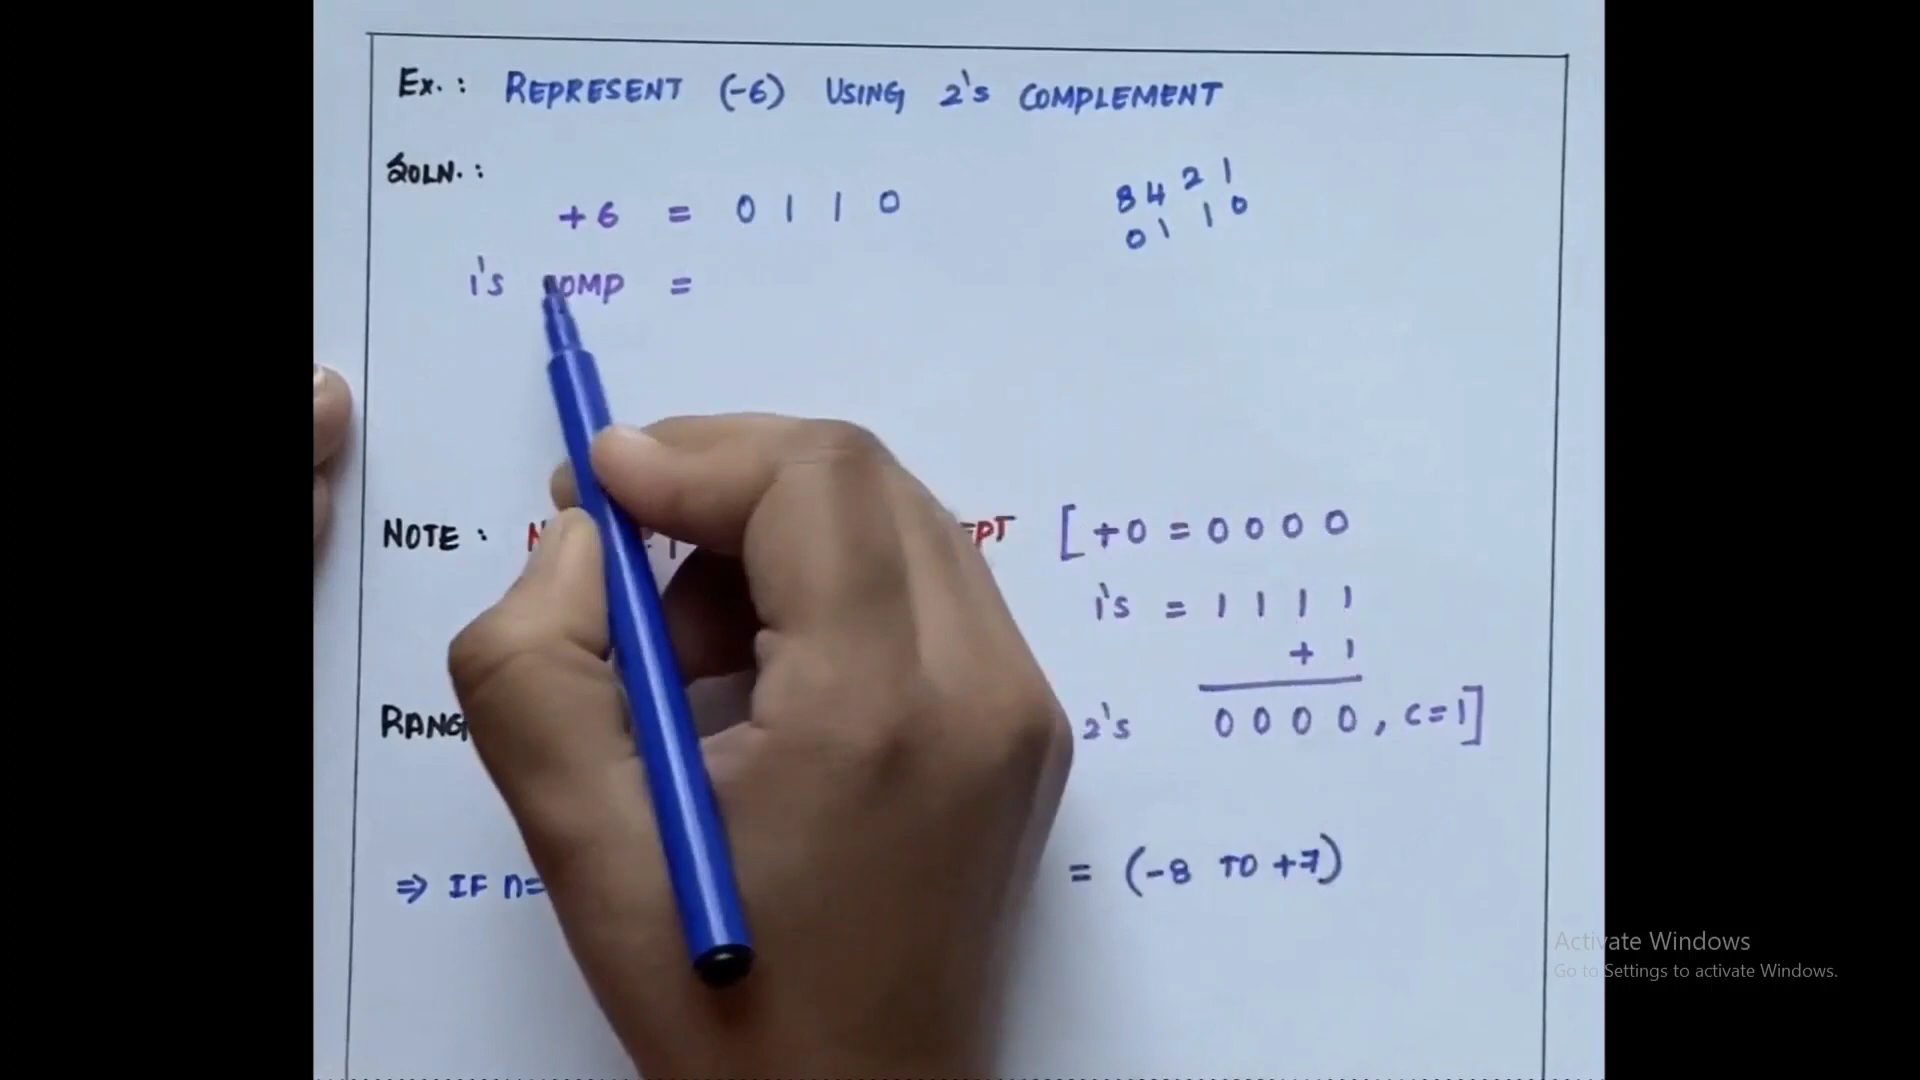 Ex.: REPRESENT (-6) USING 2's COMPLEMENT
SOLN.:
+6 = 0 1 1 0
8 4 2 1
0 1 1 0
1's COMP =
NOTE:
[+0 = 0 0 0 0
1's = 1 1 1 1
+ 1
RANG
2's 0 0 0 0, C=1]
⇒ IF n=
= (-8 TO +7)
Activate Windows
Go to Settings to activate Windows.